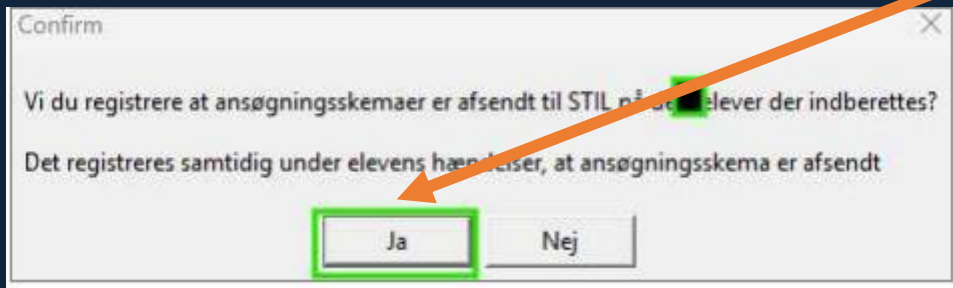 Confirm
Vi du registrere at ansøgningsskemaer er afsendt til STIL på elever der indberettes?
Det registreres samtidig under elevens hændelser, at ansøgningsskema er afsendt
Ja Nej